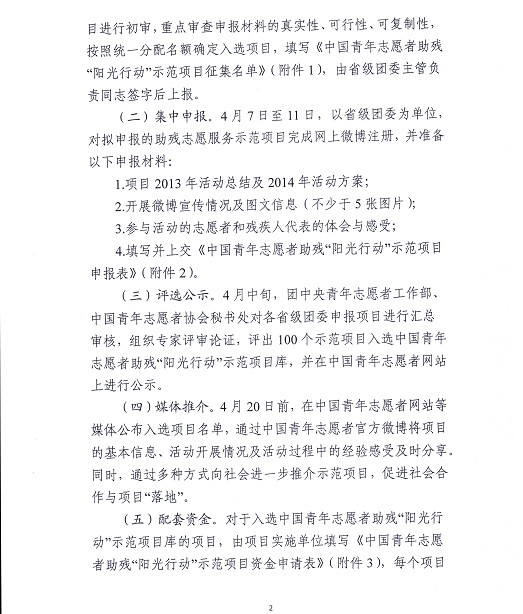 目进行初审，重点审查申报材料的真实性、可行性、可复制性，
按照统一分配名额确定入选项目，填写《中国青年志愿者助残
“阳光行动”示范项目征集名单》（附件 1），由省级团委主管负
责同志签字后上报。
（二）集中申报。4 月 7 日至 11 日，以省级团委为单位，
对拟申报的助残志愿服务示范项目完成网上微博注册，并准备
以下申报材料：
1.项目 2013 年活动总结及 2014 年活动方案；
2.开展微博宣传情况及图文信息（不少于 5 张图片）；
3.参与活动的志愿者和残疾人代表的体会与感受；
4.填写并上交《中国青年志愿者助残“阳光行动”示范项目
申报表》（附件 2）。
（三）评选公示。4 月中旬，团中央青年志愿者工作部、
中国青年志愿者协会秘书处对各省级团委申报项目进行汇总
审核，组织专家评审论证，评出 100 个示范项目入选中国青年
志愿者助残“阳光行动”示范项目库，并在中国青年志愿者网站
上进行公示。
（四）媒体推介。4 月 20 日前，在中国青年志愿者网站等
媒体公布入选项目名单，通过中国青年志愿者官方微博将项目
的基本信息、活动开展情况及活动过程中的经验感受及时分享。
同时，通过多种方式向社会进一步推介示范项目，促进社会合
作与项目“落地”。
（五）配套资金。对于入选中国青年志愿者助残“阳光行
动”示范项目库的项目，由项目实施单位填写《中国青年志愿
者助残“阳光行动”示范项目资金申请表》（附件 3），每个项目
2